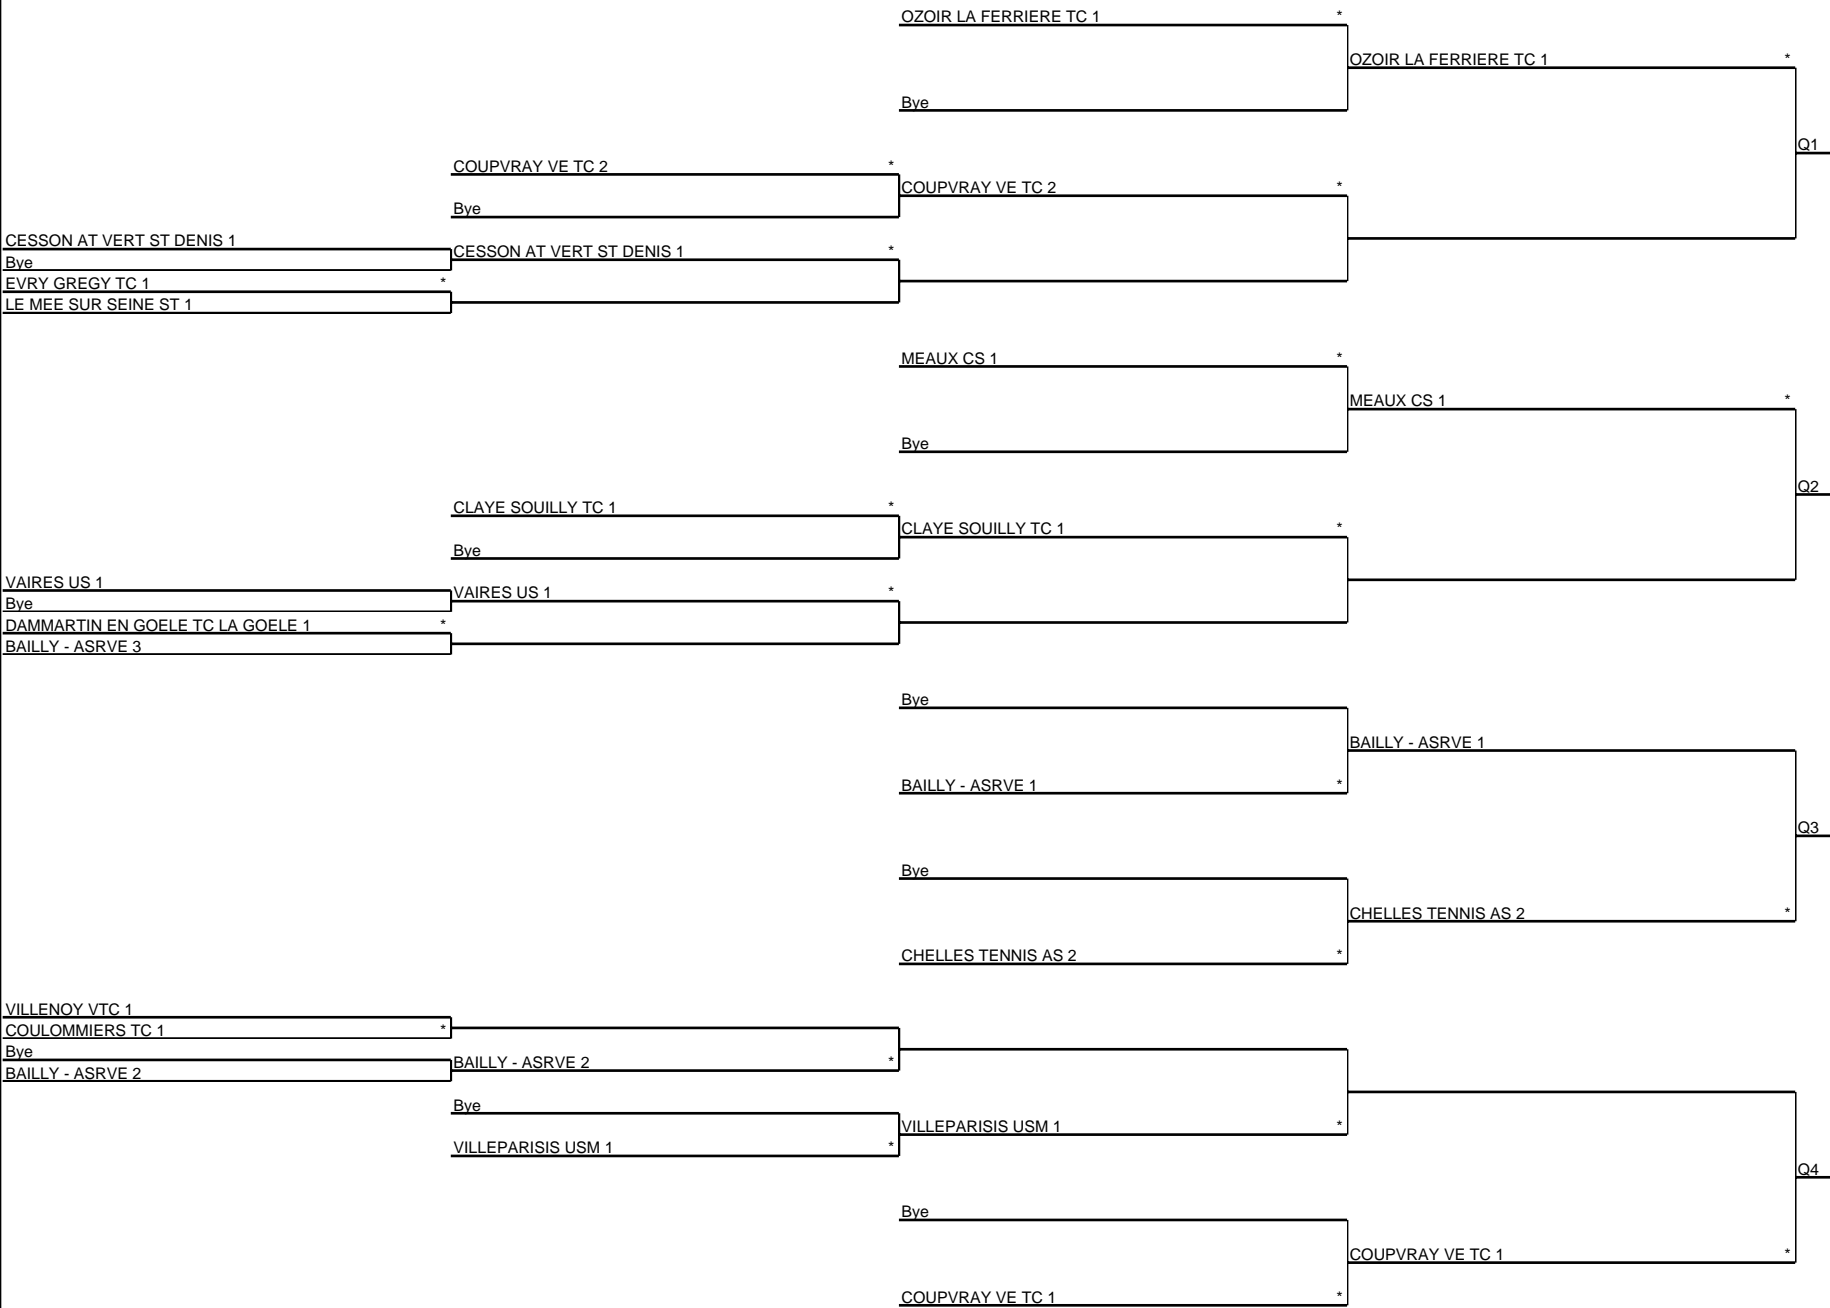 OZOIR LA FERRIERE TC 1 *
OZOIR LA FERRIERE TC 1 *
Bye
Q1
COUPVRAY VE TC 2 *
COUPVRAY VE TC 2 *
Bye
CESSON AT VERT ST DENIS 1
CESSON AT VERT ST DENIS 1 *
Bye
EVRY GREGY TC 1 *
LE MEE SUR SEINE ST 1
MEAUX CS 1 *
MEAUX CS 1 *
Bye
Q2
CLAYE SOUILLY TC 1 *
CLAYE SOUILLY TC 1 *
Bye
VAIRES US 1
VAIRES US 1 *
Bye
DAMMARTIN EN GOELE TC LA GOELE 1 *
BAILLY - ASRVE 3
Bye
BAILLY - ASRVE 1
BAILLY - ASRVE 1 *
Q3
Bye
CHELLES TENNIS AS 2 *
CHELLES TENNIS AS 2 *
VILLENOY VTC 1
COULOMMIERS TC 1 *
Bye
BAILLY - ASRVE 2 *
BAILLY - ASRVE 2
Bye
VILLEPARISIS USM 1 *
VILLEPARISIS USM 1 *
Q4
Bye
COUPVRAY VE TC 1 *
COUPVRAY VE TC 1 *